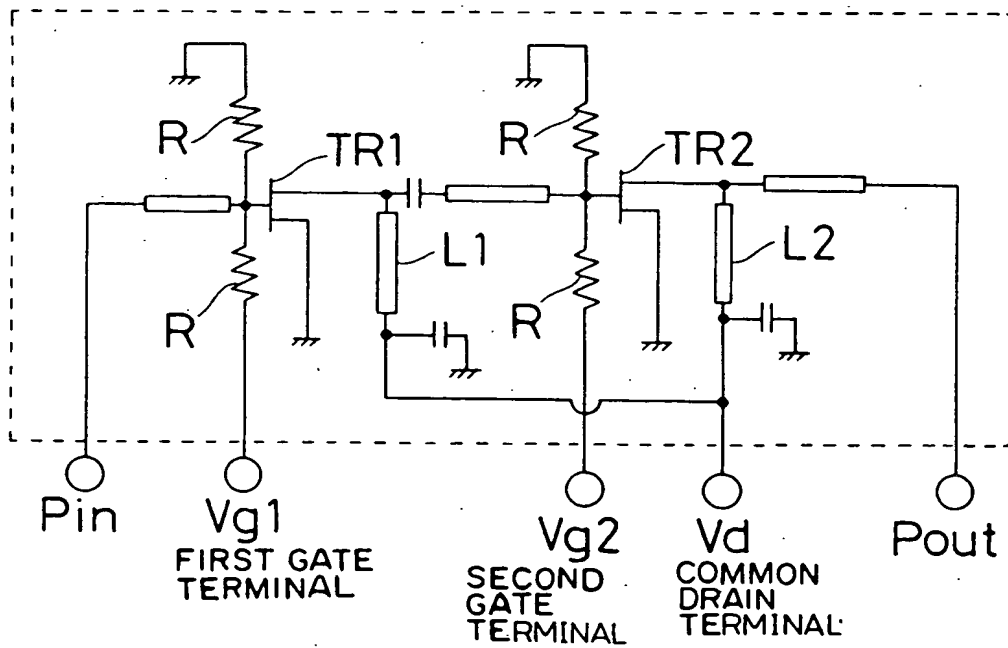 R
TR1
R
TR2
L1
L2
R
R
Pin
Vg1
FIRST GATE
TERMINAL
Vg2
SECOND
GATE
TERMINAL
Vd
COMMON
DRAIN
TERMINAL
Pout